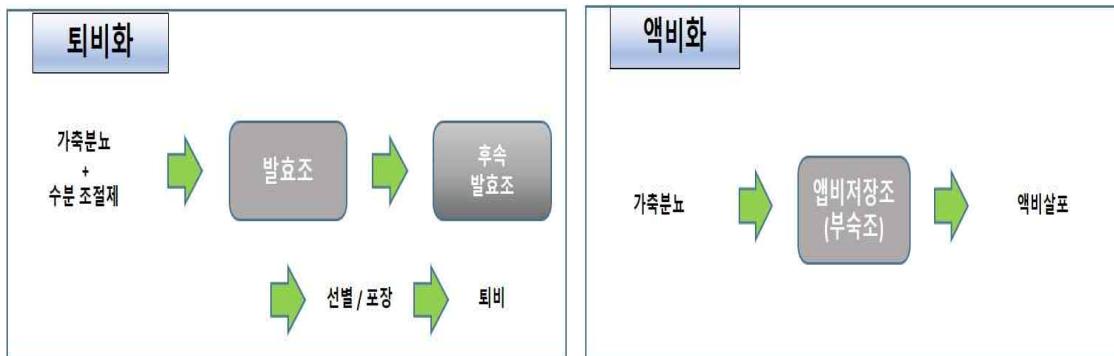 퇴비화
가축분뇨
+
수분 조절제
발효조
후속
발효조
선별 / 포장
퇴비
액비화
가축분뇨
앱비저장조
(부숙조)
액비살포